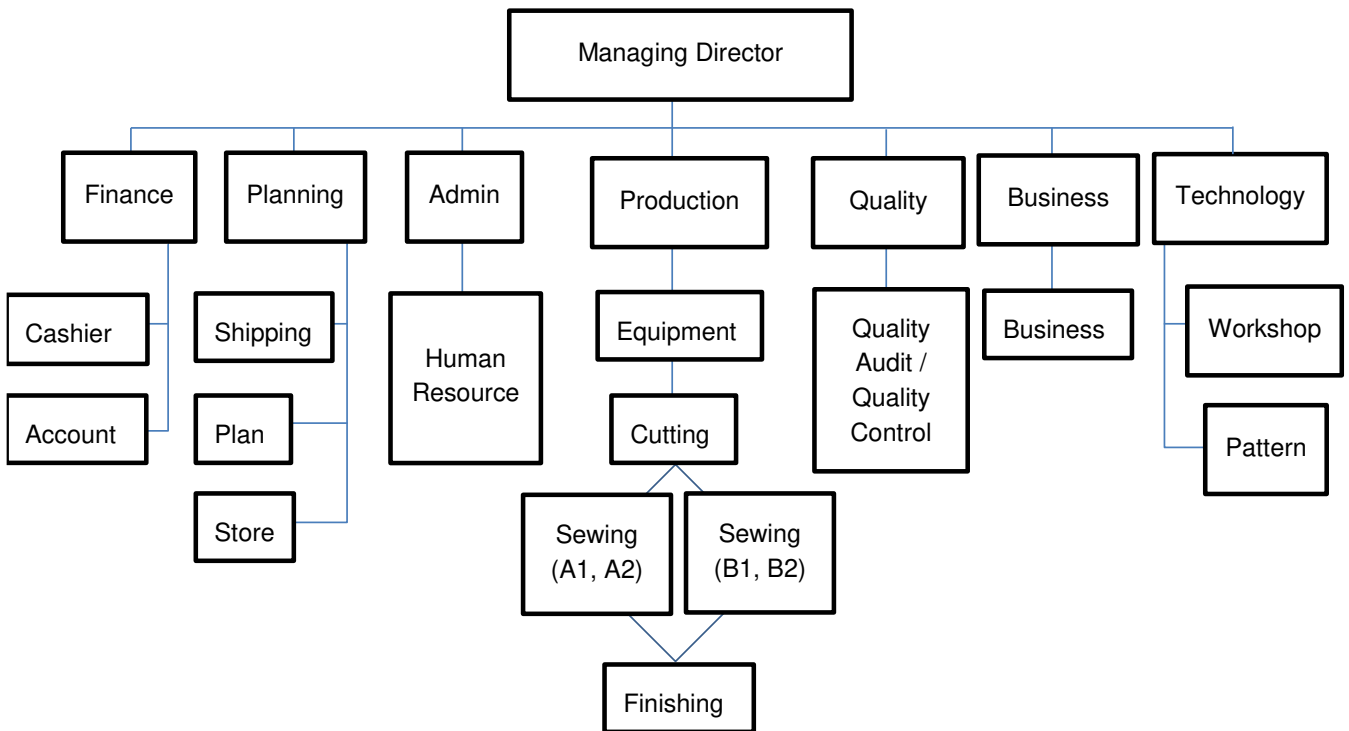 Managing Director
Finance
Planning
Admin
Production
Quality
Business
Technology
Cashier
Account
Shipping
Plan
Store
Human
Resource
Equipment
Cutting
Sewing
(A1, A2)
Sewing
(B1, B2)
Finishing
Quality
Audit /
Quality
Control
Business
Workshop
Pattern